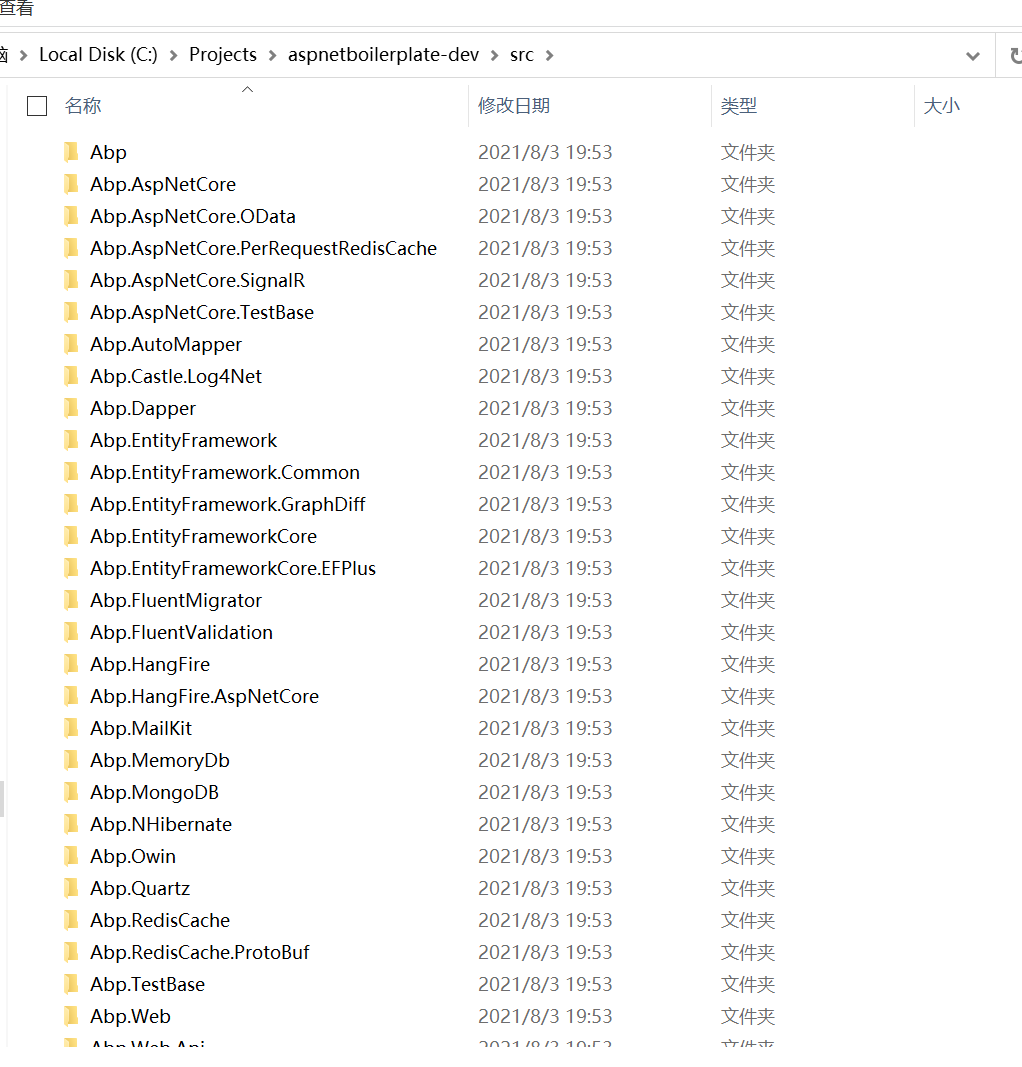 查看
Local Disk (C:) Projects aspnetboilerplate-dev src
名称 修改日期 类型 大小
Abp 2021/8/3 19:53 文件夹
Abp.AspNetCore 2021/8/3 19:53 文件夹
Abp.AspNetCore.OData 2021/8/3 19:53 文件夹
Abp.AspNetCore.PerRequestRedisCache 2021/8/3 19:53 文件夹
Abp.AspNetCore.SignalR 2021/8/3 19:53 文件夹
Abp.AspNetCore.TestBase 2021/8/3 19:53 文件夹
Abp.AutoMapper 2021/8/3 19:53 文件夹
Abp.Castle.Log4Net 2021/8/3 19:53 文件夹
Abp.Dapper 2021/8/3 19:53 文件夹
Abp.EntityFramework 2021/8/3 19:53 文件夹
Abp.EntityFramework.Common 2021/8/3 19:53 文件夹
Abp.EntityFramework.GraphDiff 2021/8/3 19:53 文件夹
Abp.EntityFrameworkCore 2021/8/3 19:53 文件夹
Abp.EntityFrameworkCore.EFPlus 2021/8/3 19:53 文件夹
Abp.FluentMigrator 2021/8/3 19:53 文件夹
Abp.FluentValidation 2021/8/3 19:53 文件夹
Abp.HangFire 2021/8/3 19:53 文件夹
Abp.HangFire.AspNetCore 2021/8/3 19:53 文件夹
Abp.MailKit 2021/8/3 19:53 文件夹
Abp.MemoryDb 2021/8/3 19:53 文件夹
Abp.MongoDB 2021/8/3 19:53 文件夹
Abp.NHibernate 2021/8/3 19:53 文件夹
Abp.Owin 2021/8/3 19:53 文件夹
Abp.Quartz 2021/8/3 19:53 文件夹
Abp.RedisCache 2021/8/3 19:53 文件夹
Abp.RedisCache.ProtoBuf 2021/8/3 19:53 文件夹
Abp.TestBase 2021/8/3 19:53 文件夹
Abp.Web 2021/8/3 19:53 文件夹
Abp.Web.Api 2021/8/3 19:53 文件夹